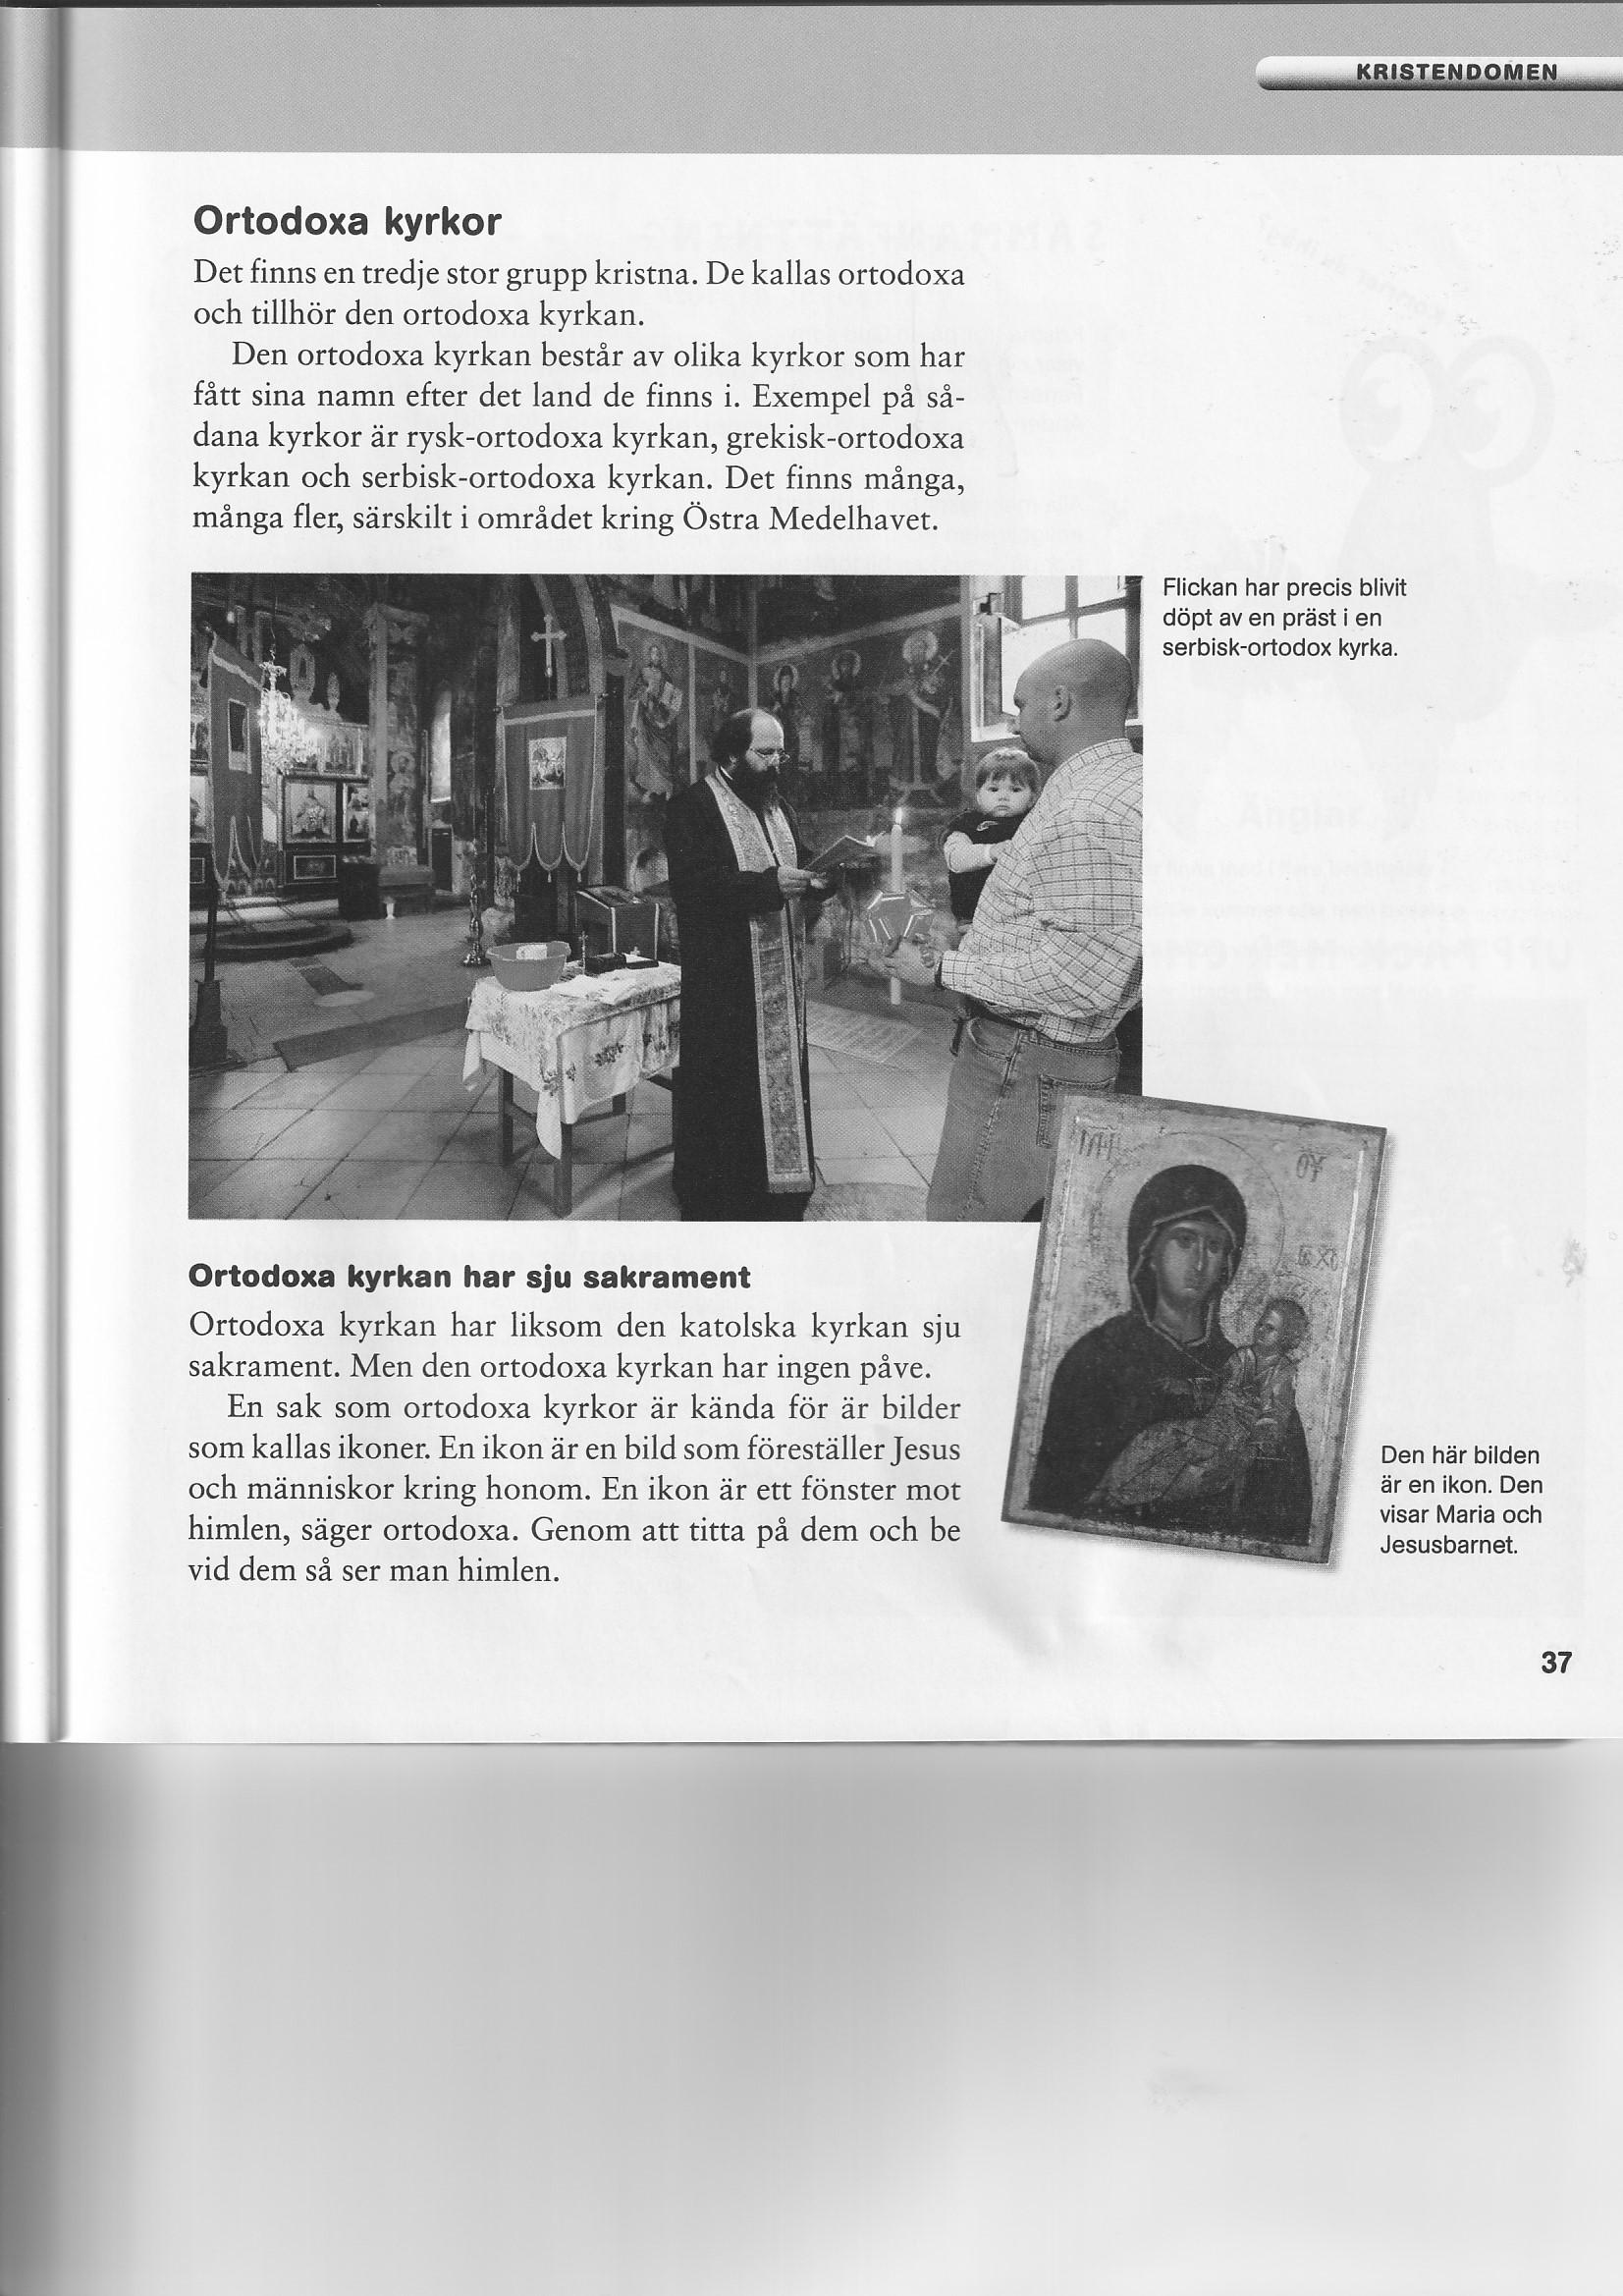 KRISTENDOMEN
Ortodoxa kyrkor
Det finns en tredje stor grupp kristna. De kallas ortodoxa
och tillhör den ortodoxa kyrkan.
Den ortodoxa kyrkan består av olika kyrkor som har
fått sina namn efter det land de finns i. Exempel på så-
dana kyrkor är rysk-ortodoxa kyrkan, grekisk-ortodoxa
kyrkan och serbisk-ortodoxa kyrkan. Det finns många,
många fler, särskilt i området kring Östra Medelhavet.
Flickan har precis blivit
döpt av en präst i en
serbisk-ortodox kyrka.
Ortodoxa kyrkan har sju sakrament
Ortodoxa kyrkan har liksom den katolska kyrkan sju
sakrament. Men den ortodoxa kyrkan har ingen påve.
En sak som ortodoxa kyrkor är kända för är bilder
som kallas ikoner. En ikon är en bild som föreställer Jesus
och människor kring honom. En ikon är ett fönster mot
himlen, säger ortodoxa. Genom att titta på dem och be
vid dem så ser man himlen.
Den här bilden
är en ikon. Den
visar Maria och
Jesusbarnet.
37